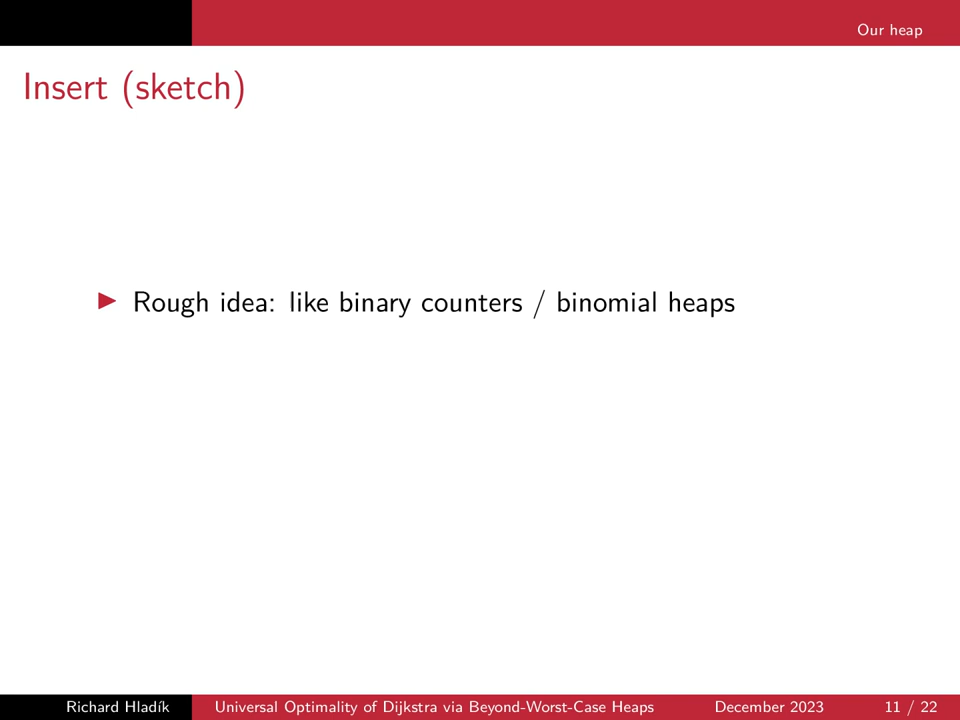 Our heap
Insert (sketch)
Rough idea: like binary counters / binomial heaps
Richard Hladík
Universal Optimality of Dijkstra via Beyond-Worst-Case Heaps
December 2023
11 / 22